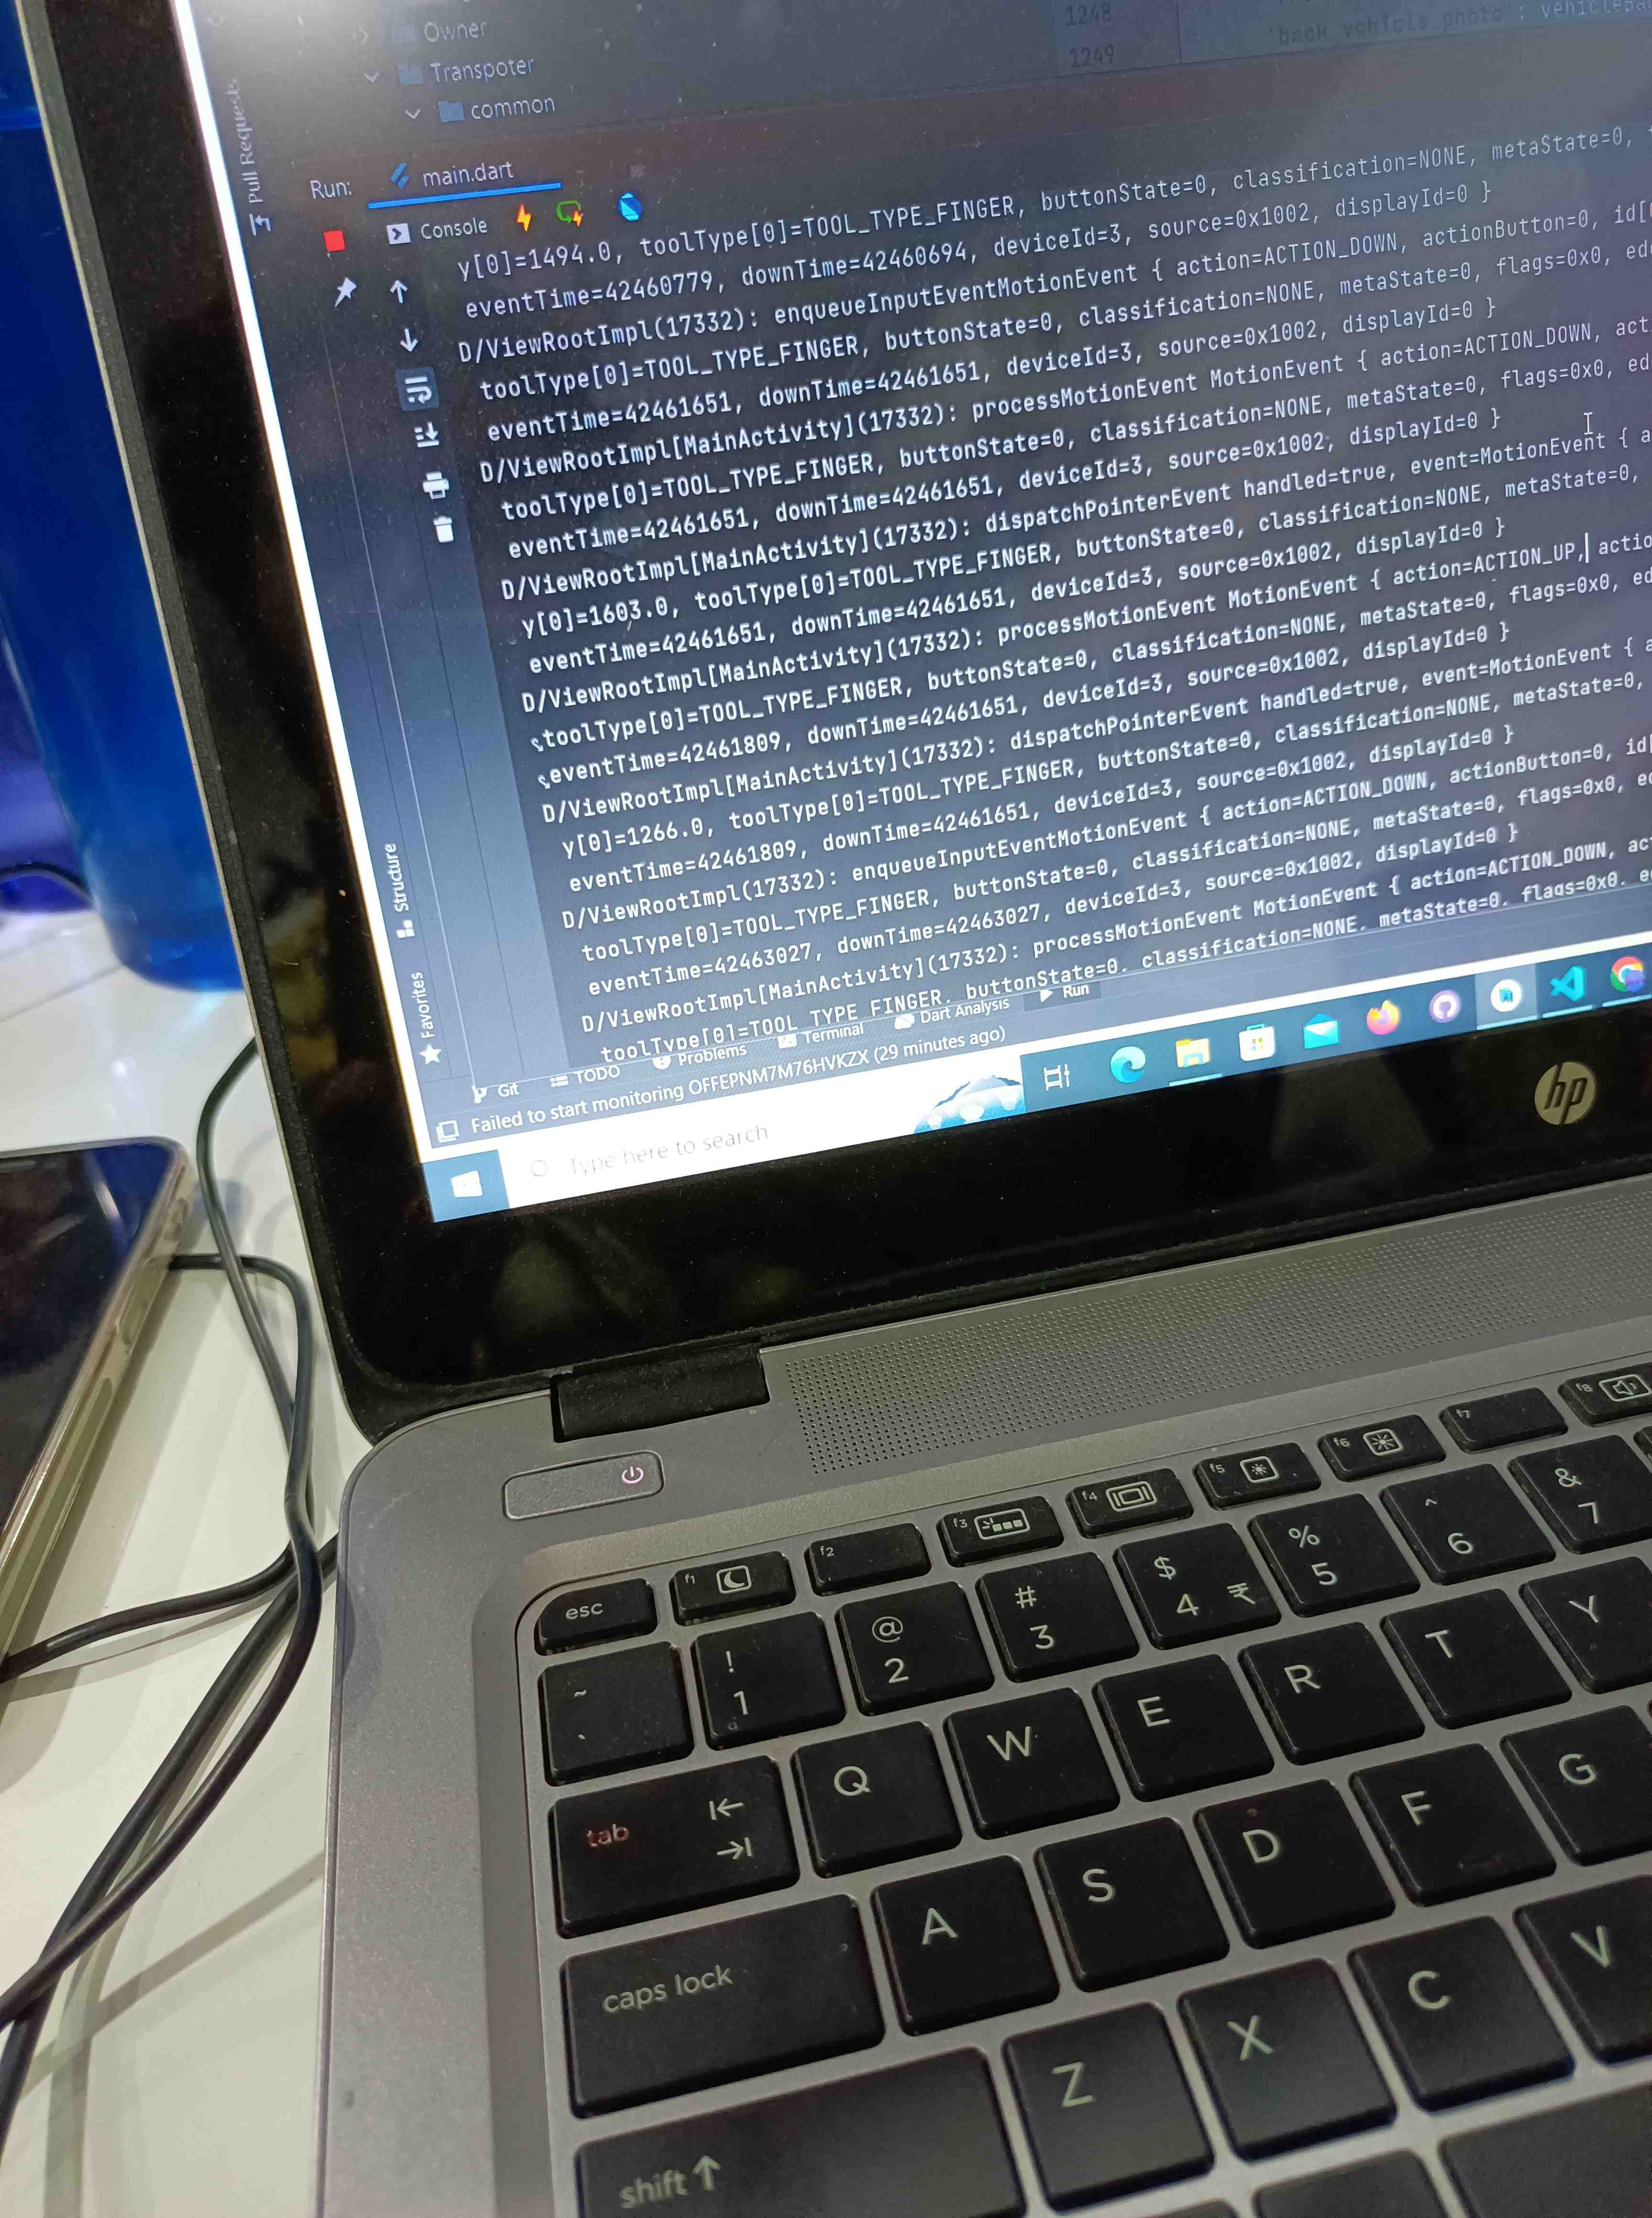 Owner
1248
'back_vehicle_photo': vehicleBa
Transpoter
1249
common
Pull Requests
Run:
main.dart
Console
y[0]=1494.0, toolType[0]=TOOL_TYPE_FINGER, buttonState=0, classification=NONE, metaState=0,
eventTime=42460779, downTime=42460694, deviceId=3, source=0x1002, displayId=0 }
D/ViewRootImpl(17332): enqueueInputEventMotionEvent { action=ACTION_DOWN, actionButton=0, id[
toolType[0]=TOOL_TYPE_FINGER, buttonState=0, classification=NONE, metaState=0, flags=0x0, ed
eventTime=42461651, downTime=42461651, deviceId=3, source=0x1002, displayId=0 }
D/ViewRootImpl[MainActivity](17332): processMotionEvent MotionEvent { action=ACTION_DOWN, act
toolType[0]=TOOL_TYPE_FINGER, buttonState=0, classification=NONE, metaState=0, flags=0x0, ed
eventTime=42461651, downTime=42461651, deviceId=3, source=0x1002, displayId=0 }
D/ViewRootImpl[MainActivity](17332): dispatchPointerEvent handled=true, event=MotionEvent { a
y[0]=1603.0, toolType[0]=TOOL_TYPE_FINGER, buttonState=0, classification=NONE, metaState=0,
eventTime=42461651, downTime=42461651, deviceId=3, source=0x1002, displayId=0 }
D/ViewRootImpl[MainActivity](17332): processMotionEvent MotionEvent { action=ACTION_UP, actio
toolType[0]=TOOL_TYPE_FINGER, buttonState=0, classification=NONE, metaState=0, flags=0x0, ed
eventTime=42461809, downTime=42461651, deviceId=3, source=0x1002, displayId=0 }
D/ViewRootImpl[MainActivity](17332): dispatchPointerEvent handled=true, event=MotionEvent { a
y[0]=1266.0, toolType[0]=TOOL_TYPE_FINGER, buttonState=0, classification=NONE, metaState=0,
eventTime=42461809, downTime=42461651, deviceId=3, source=0x1002, displayId=0 }
D/ViewRootImpl(17332): enqueueInputEventMotionEvent { action=ACTION_DOWN, actionButton=0, id[
toolType[0]=TOOL_TYPE_FINGER, buttonState=0, classification=NONE, metaState=0, flags=0x0, ed
eventTime=42463027, downTime=42463027, deviceId=3, source=0x1002, displayId=0 }
D/ViewRootImpl[MainActivity](17332): processMotionEvent MotionEvent { action=ACTION_DOWN, ac
toolType[0]=TOOL_TYPE_FINGER, buttonState=0, classification=NONE, metaState=0, flags=0x0, e
Structure
Favorites
Git
TODO
Problems
Terminal
Dart Analysis
Run
Failed to start monitoring OFFEPNM7M76HVKZX (29 minutes ago)
Type here to search
hp
esc f1 f2 f3 f4 f5 f6 f7 f8
~ ! @ # $ % ^ &
` 1 2 3 4 ₹ 5 6 7
tab Q W E R T Y
caps lock A S D F G
shift Z X C V